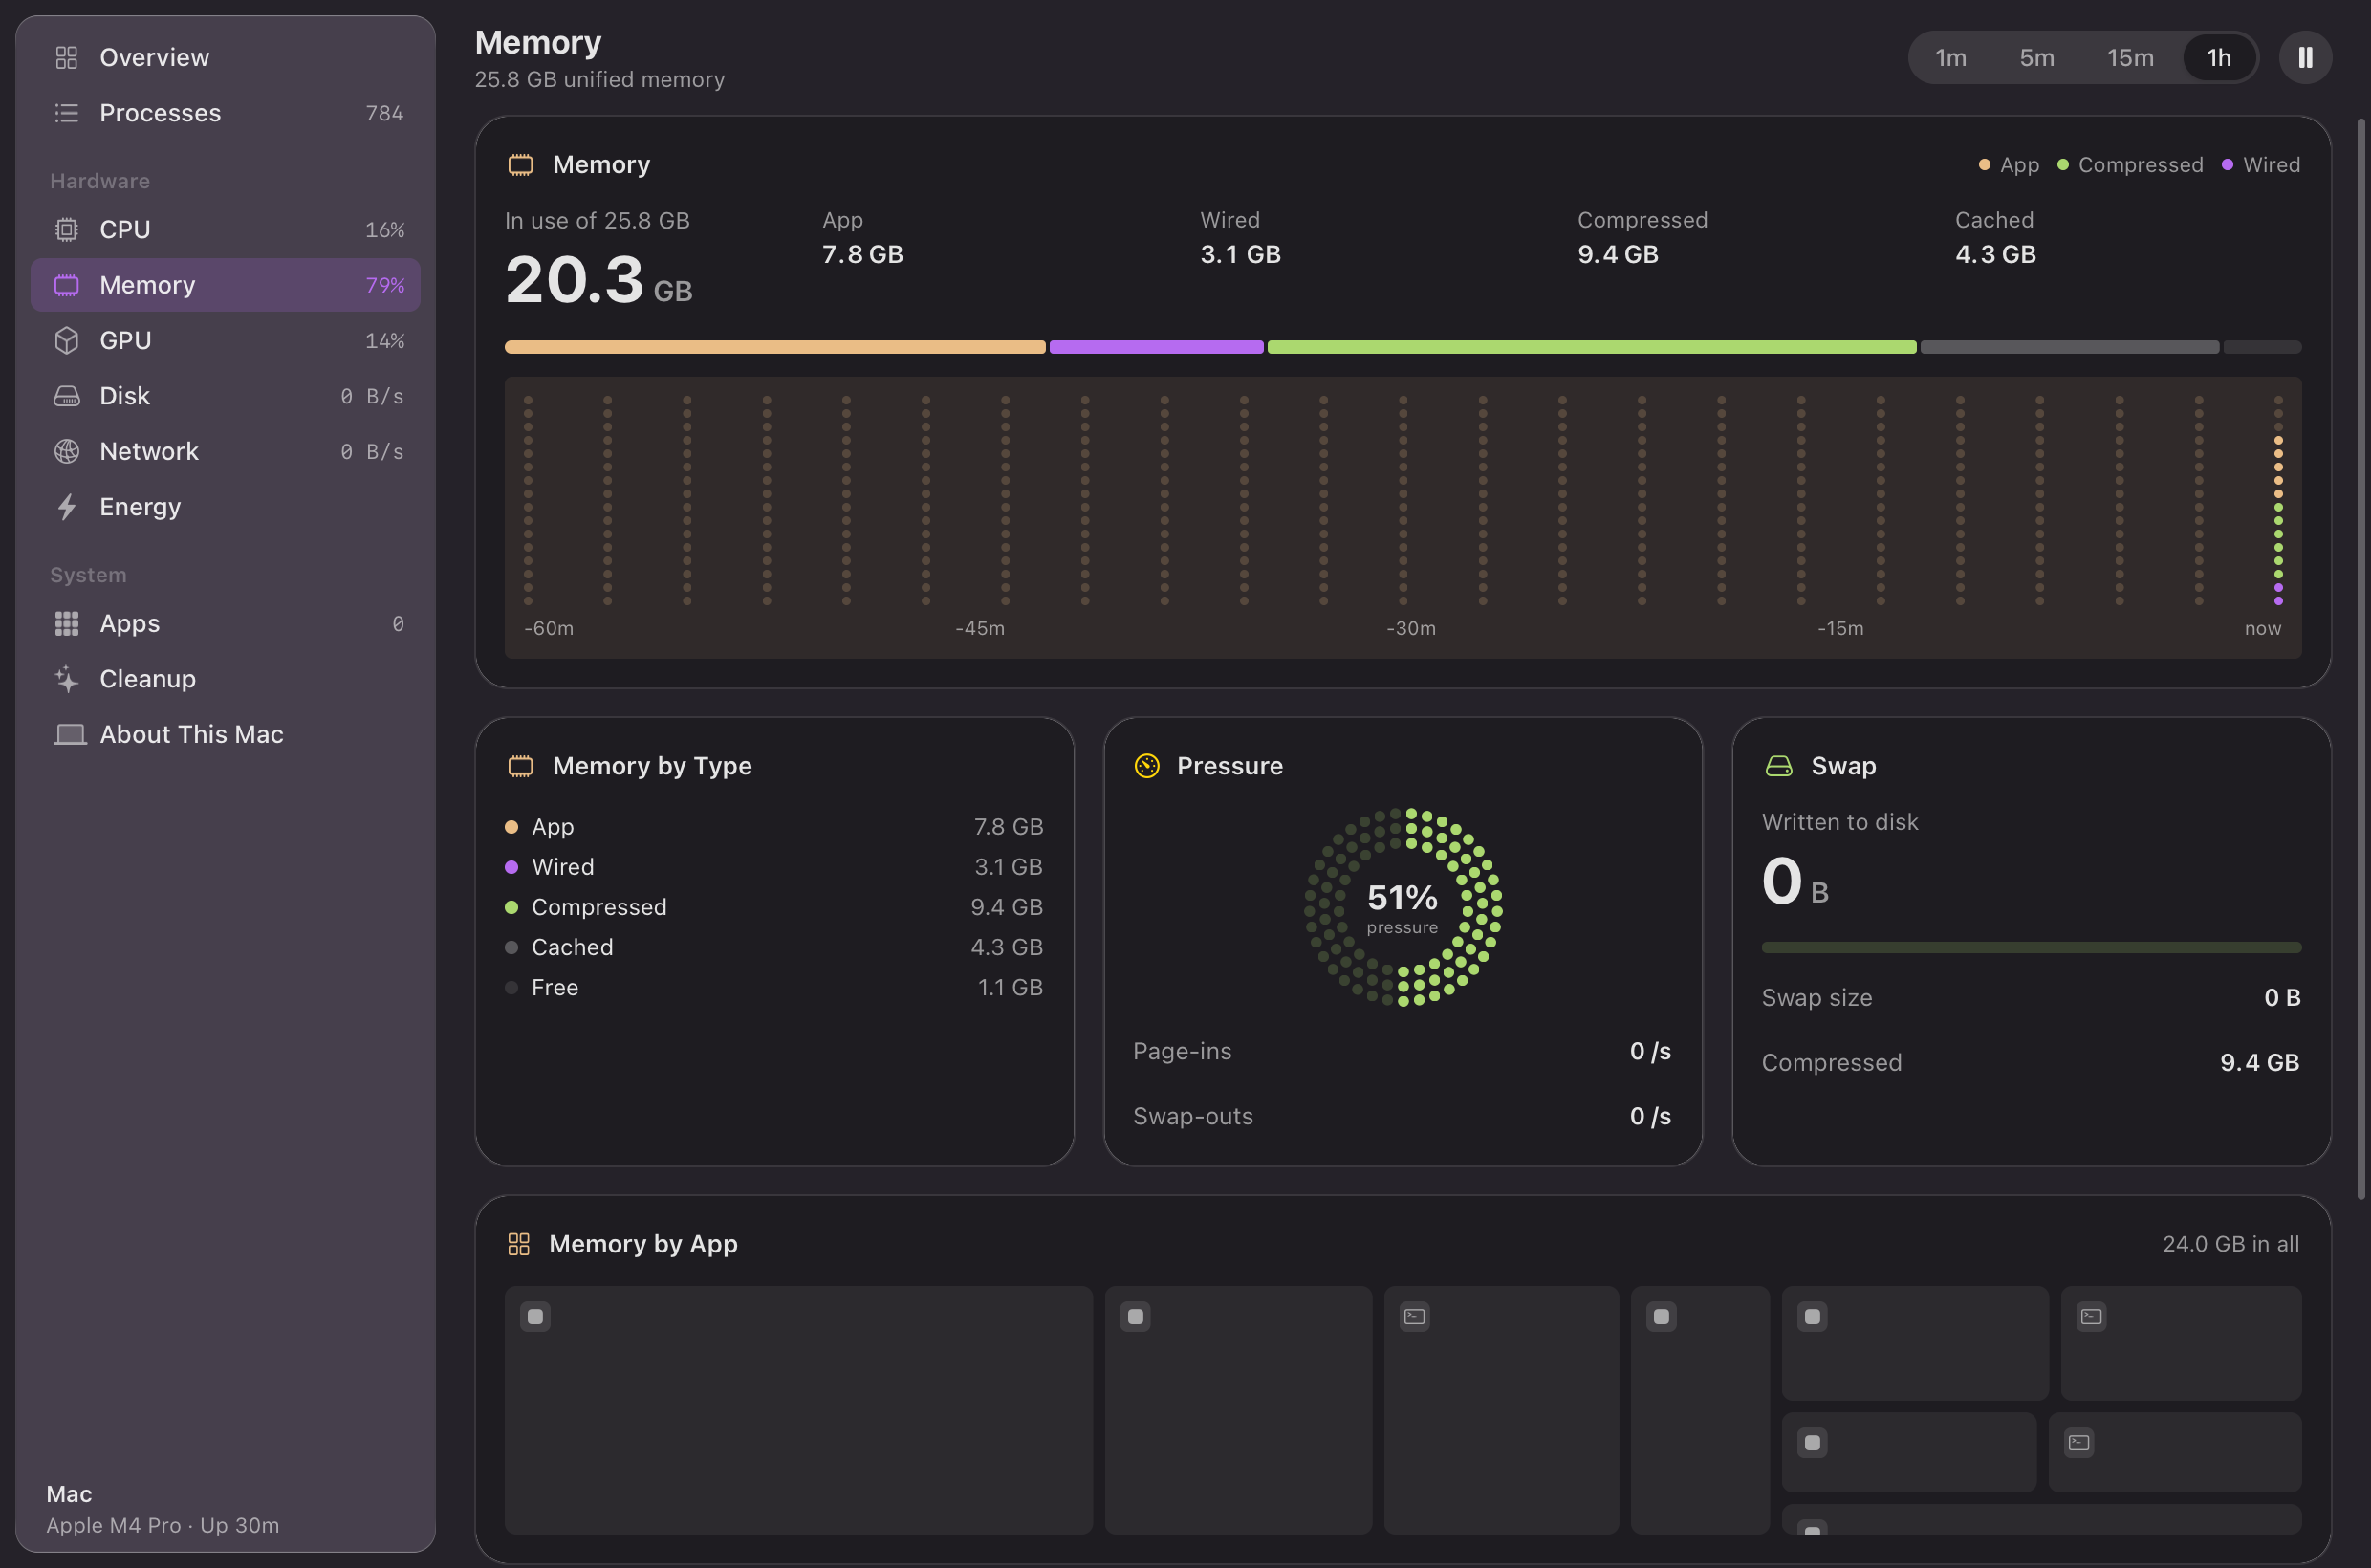 Overview
Processes 784
Hardware
CPU 16%
Memory 79%
GPU 14%
Disk 0 B/s
Network 0 B/s
Energy
System
Apps 0
Cleanup
About This Mac
Mac
Apple M4 Pro · Up 30m
Memory
25.8 GB unified memory
1m 5m 15m 1h
Memory
App Compressed Wired
In use of 25.8 GB
20.3 GB
App
7.8 GB
Wired
3.1 GB
Compressed
9.4 GB
Cached
4.3 GB
-60m -45m -30m -15m now
Memory by Type
App 7.8 GB
Wired 3.1 GB
Compressed 9.4 GB
Cached 4.3 GB
Free 1.1 GB
Pressure
51%
pressure
Page-ins 0 /s
Swap-outs 0 /s
Swap
Written to disk
0 B
Swap size 0 B
Compressed 9.4 GB
Memory by App 24.0 GB in all